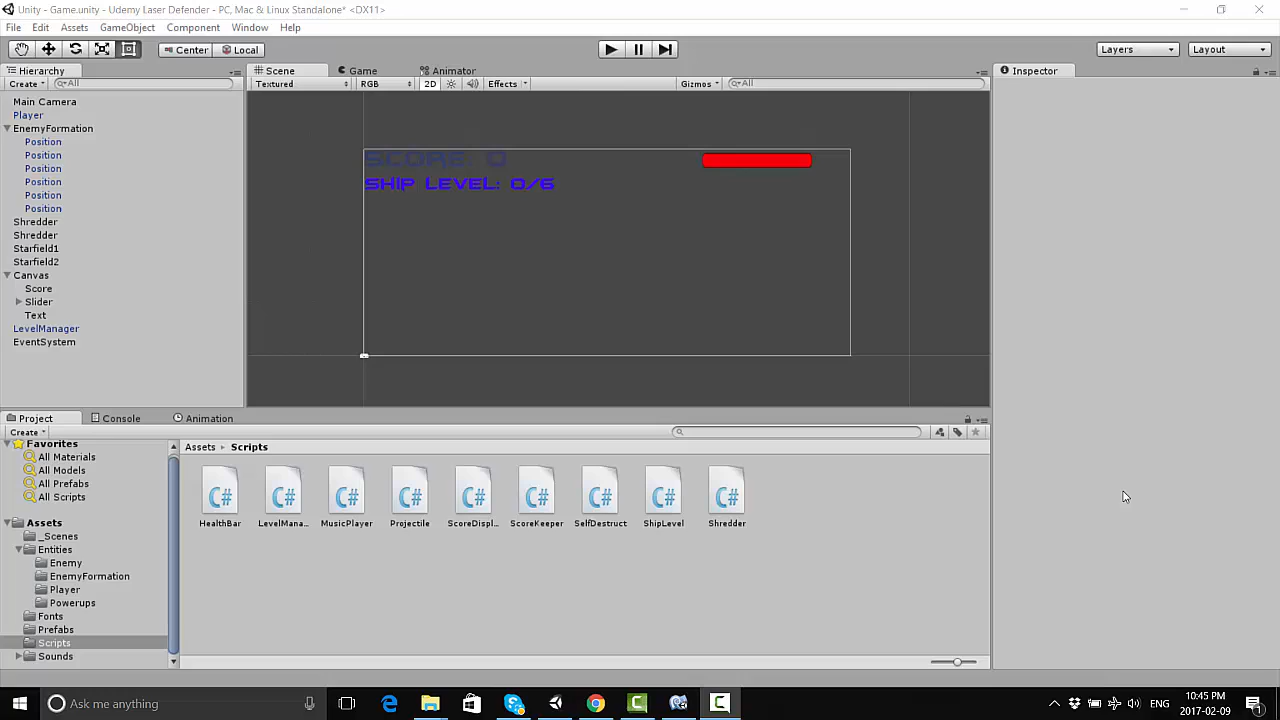 Unity - Game.unity - Udemy Laser Defender - PC, Mac & Linux Standalone* <DX11>
File Edit Assets GameObject Component Window Help
Center Local Layers Layout
Hierarchy Scene Game Animator Inspector
Create All Textured RGB 2D Effects Gizmos All
Main Camera
Player
EnemyFormation
Position
Position
Position
Position
Position
Position
Shredder
Shredder
Starfield1
Starfield2
Canvas
Score
Slider
Text
LevelManager
EventSystem
SCORE: 0
SHIP LEVEL: 0/6
Project Console Animation
Create
Favorites
All Materials
All Models
All Prefabs
All Scripts
Assets
_Scenes
Entities
Enemy
EnemyFormation
Player
Powerups
Fonts
Prefabs
Scripts
Sounds
Assets Scripts
C# C# C# C# C# C# C# C# C#
HealthBar LevelMana... MusicPlayer Projectile ScoreDispl... ScoreKeeper SelfDestruct ShipLevel Shredder
Ask me anything
ENG
10:45 PM
2017-02-09